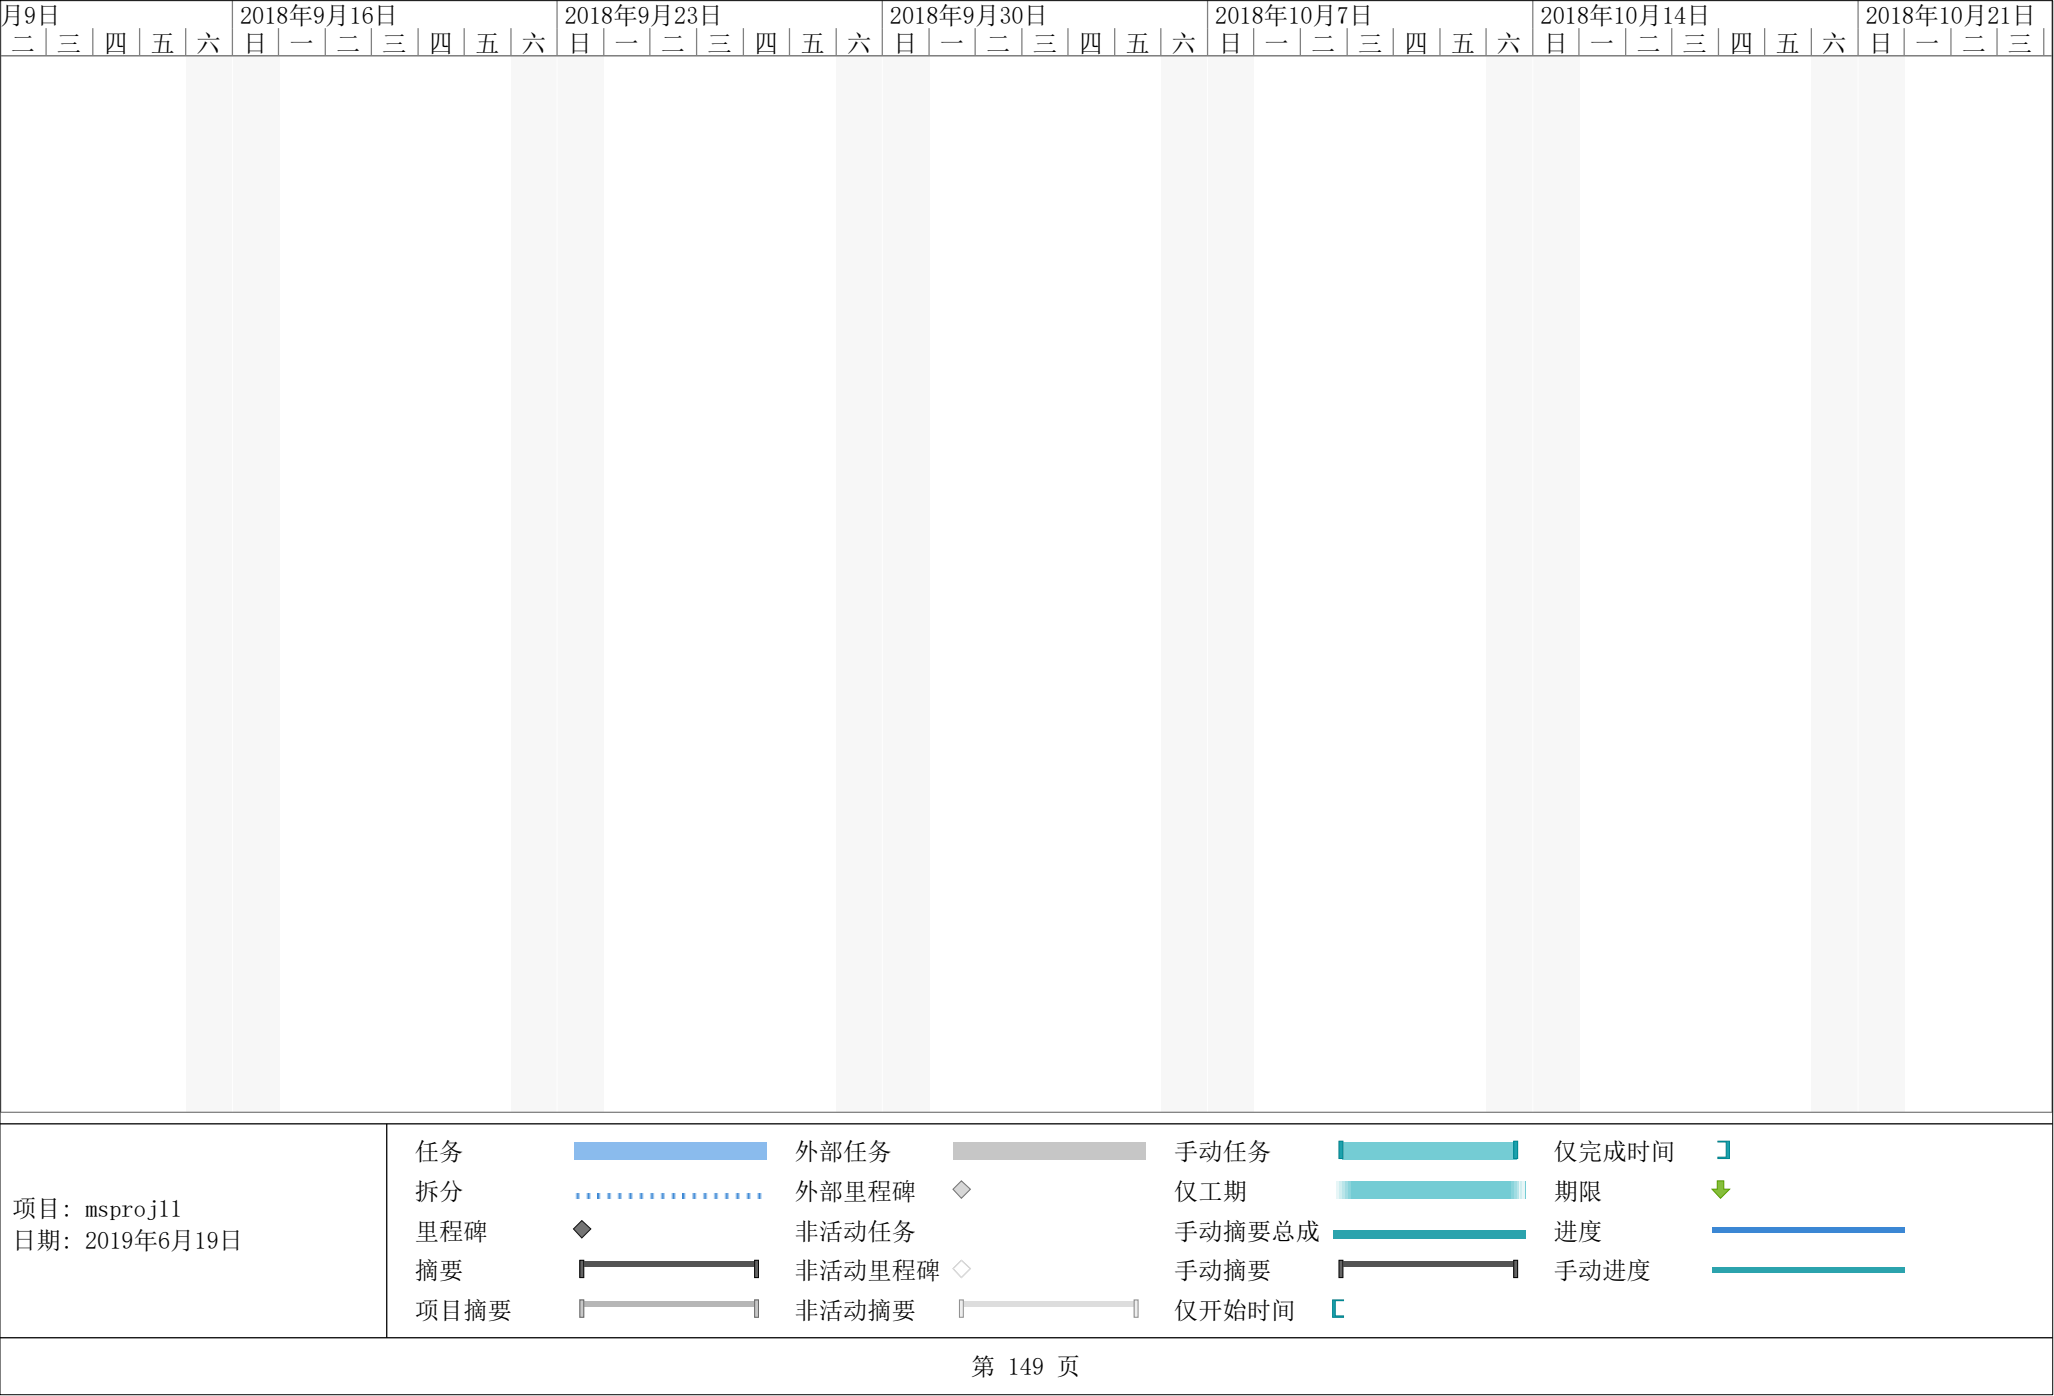 月9日 2018年9月16日 2018年9月23日 2018年9月30日 2018年10月7日 2018年10月14日 2018年10月21日
二 三 四 五 六 日 一 二 三 四 五 六 日 一 二 三 四 五 六 日 一 二 三 四 五 六 日 一 二 三 四 五 六 日 一 二 三 四 五 六 日 一 二 三
任务 外部任务 手动任务 仅完成时间
拆分 外部里程碑 仅工期 期限
里程碑 非活动任务 手动摘要总成 进度
摘要 非活动里程碑 手动摘要 手动进度
项目摘要 非活动摘要 仅开始时间
项目: msproj11
日期: 2019年6月19日
第 149 页